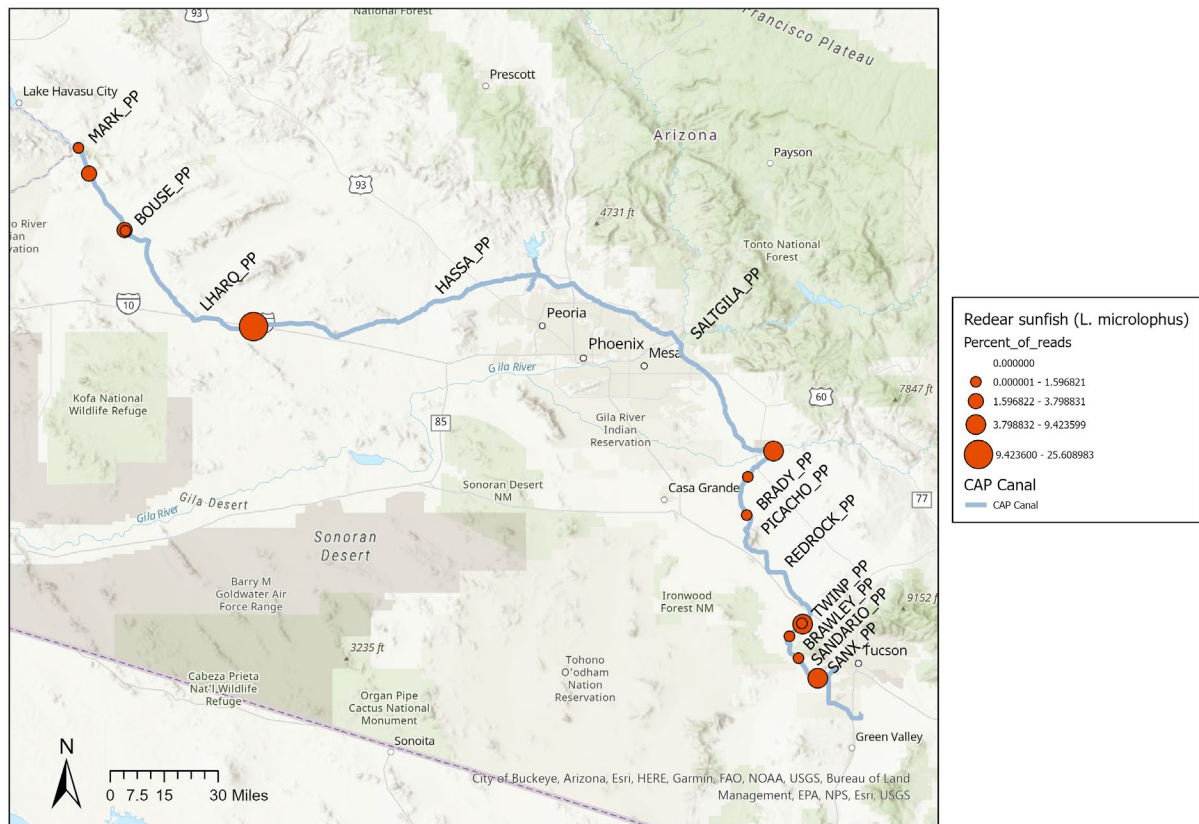 93
National Forest
Francisco Plateau
Lake Havasu City
Prescott
MARK_PP
Arizona
Payson
93
BOUSE_PP
4731 ft
Tonto National
Forest
LHARQ_PP
HASSA_PP
10
SALTGILA_PP
Peoria
Phoenix
Mesa
Gila River
7847 ft
60
Kofa National
Wildlife Refuge
85
Gila River
Indian
Reservation
Sonoran Desert
NM
Casa Grande
BRADY_PP
PICACHO_PP
77
Gila Desert
Gila River
Sonoran
Desert
REDROCK_PP
Barry M
Goldwater Air
Force Range
Ironwood
Forest NM
TWINP_PP
BRAWLEY_PP
SANDARIO_PP
SANX_PP
9152 ft
Tucson
3235 ft
Cabeza Prieta
Nat'l Wildlife
Refuge
Tohono
O'odham
Nation
Reservation
Organ Pipe
Cactus National
Monument
Sonoita
Green Valley
N
0 7.5 15 30 Miles
City of Buckeye, Arizona, Esri, HERE, Garmin, FAO, NOAA, USGS, Bureau of Land
Management, EPA, NPS, Esri, USGS
Redear sunfish (L. microlophus)
Percent_of_reads
0.000000
0.000001 - 1.596821
1.596822 - 3.798831
3.798832 - 9.423599
9.423600 - 25.608983
CAP Canal
CAP Canal